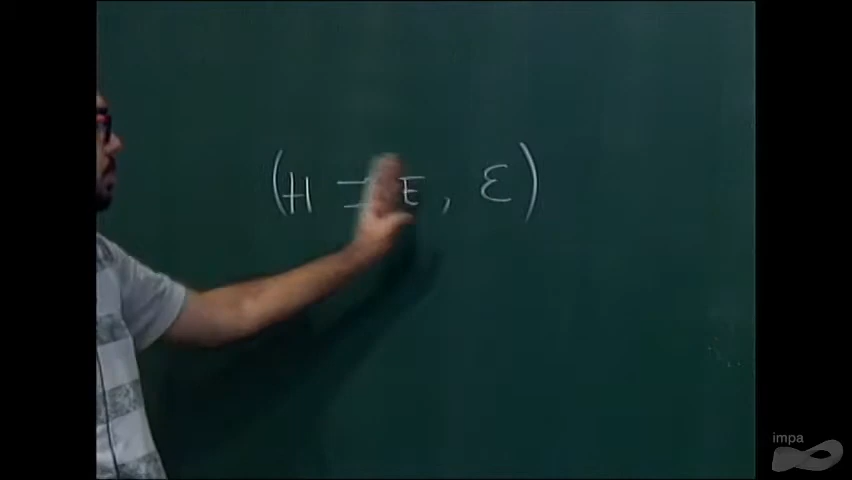 (H ⇉ E, Ɛ)
impa